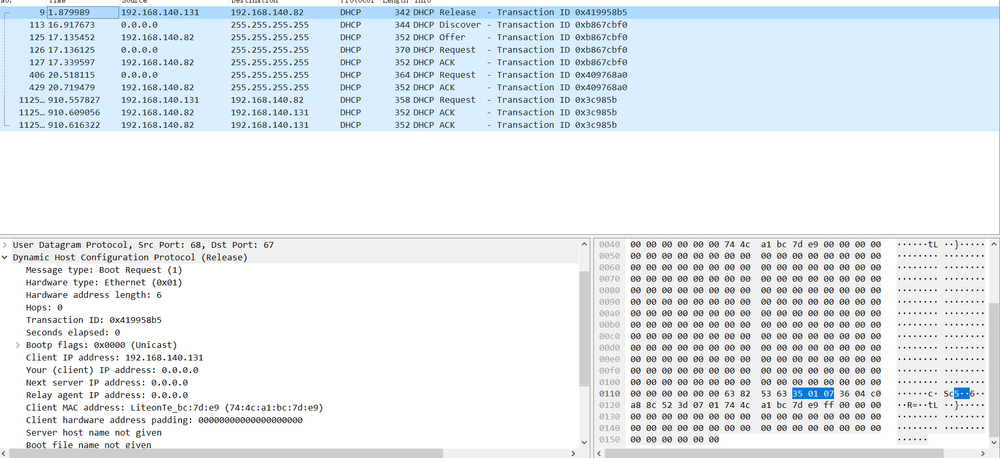 No. Time Source Destination Protocol Length Info
9 1.879989 192.168.140.131 192.168.140.82 DHCP 342 DHCP Release - Transaction ID 0x419958b5
113 16.917673 0.0.0.0 255.255.255.255 DHCP 344 DHCP Discover - Transaction ID 0xb867cbf0
125 17.135452 192.168.140.82 255.255.255.255 DHCP 352 DHCP Offer - Transaction ID 0xb867cbf0
126 17.136125 0.0.0.0 255.255.255.255 DHCP 370 DHCP Request - Transaction ID 0xb867cbf0
127 17.339597 192.168.140.82 255.255.255.255 DHCP 352 DHCP ACK - Transaction ID 0xb867cbf0
406 20.518115 0.0.0.0 255.255.255.255 DHCP 364 DHCP Request - Transaction ID 0x409768a0
429 20.719479 192.168.140.82 255.255.255.255 DHCP 352 DHCP ACK - Transaction ID 0x409768a0
1125… 910.557827 192.168.140.131 192.168.140.82 DHCP 358 DHCP Request - Transaction ID 0x3c985b
1125… 910.609056 192.168.140.82 192.168.140.131 DHCP 352 DHCP ACK - Transaction ID 0x3c985b
1125… 910.616322 192.168.140.82 192.168.140.131 DHCP 352 DHCP ACK - Transaction ID 0x3c985b
User Datagram Protocol, Src Port: 68, Dst Port: 67
Dynamic Host Configuration Protocol (Release)
Message type: Boot Request (1)
Hardware type: Ethernet (0x01)
Hardware address length: 6
Hops: 0
Transaction ID: 0x419958b5
Seconds elapsed: 0
Bootp flags: 0x0000 (Unicast)
Client IP address: 192.168.140.131
Your (client) IP address: 0.0.0.0
Next server IP address: 0.0.0.0
Relay agent IP address: 0.0.0.0
Client MAC address: LiteonTe_bc:7d:e9 (74:4c:a1:bc:7d:e9)
Client hardware address padding: 00000000000000000000
Server host name not given
Boot file name not given
0040 00 00 00 00 00 00 74 4c a1 bc 7d e9 00 00 00 00 ······tL ··}·····
0050 00 00 00 00 00 00 00 00 00 00 00 00 00 00 00 00 ········ ········
0060 00 00 00 00 00 00 00 00 00 00 00 00 00 00 00 00 ········ ········
0070 00 00 00 00 00 00 00 00 00 00 00 00 00 00 00 00 ········ ········
0080 00 00 00 00 00 00 00 00 00 00 00 00 00 00 00 00 ········ ········
0090 00 00 00 00 00 00 00 00 00 00 00 00 00 00 00 00 ········ ········
00a0 00 00 00 00 00 00 00 00 00 00 00 00 00 00 00 00 ········ ········
00b0 00 00 00 00 00 00 00 00 00 00 00 00 00 00 00 00 ········ ········
00c0 00 00 00 00 00 00 00 00 00 00 00 00 00 00 00 00 ········ ········
00d0 00 00 00 00 00 00 00 00 00 00 00 00 00 00 00 00 ········ ········
00e0 00 00 00 00 00 00 00 00 00 00 00 00 00 00 00 00 ········ ········
00f0 00 00 00 00 00 00 00 00 00 00 00 00 00 00 00 00 ········ ········
0100 00 00 00 00 00 00 00 00 00 00 00 00 00 00 00 00 ········ ········
0110 00 00 00 00 00 00 63 82 53 63 35 01 07 36 04 c0 ······c· Sc5··6··
0120 a8 8c 52 3d 07 01 74 4c a1 bc 7d e9 ff 00 00 00 ··R=··tL ··}·····
0130 00 00 00 00 00 00 00 00 00 00 00 00 00 00 00 00 ········ ········
0140 00 00 00 00 00 00 00 00 00 00 00 00 00 00 00 00 ········ ········
0150 00 00 00 00 00 00 ······